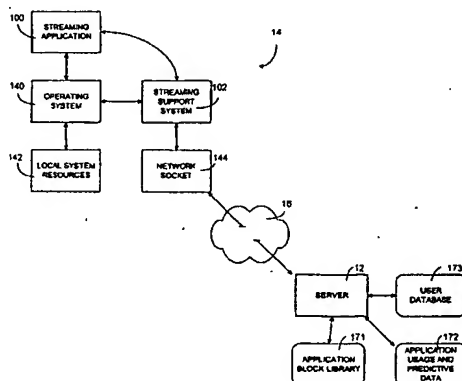 100
STREAMING
APPLICATION
14
140
OPERATING
SYSTEM
STREAMING
SUPPORT
SYSTEM
102
142
LOCAL SYSTEM
RESOURCES
NETWORK
SOCKET
144
16
12
SERVER
173
USER
DATABASE
171
APPLICATION
BLOCK LIBRARY
172
APPLICATION
USAGE AND
PREDICTIVE
DATA